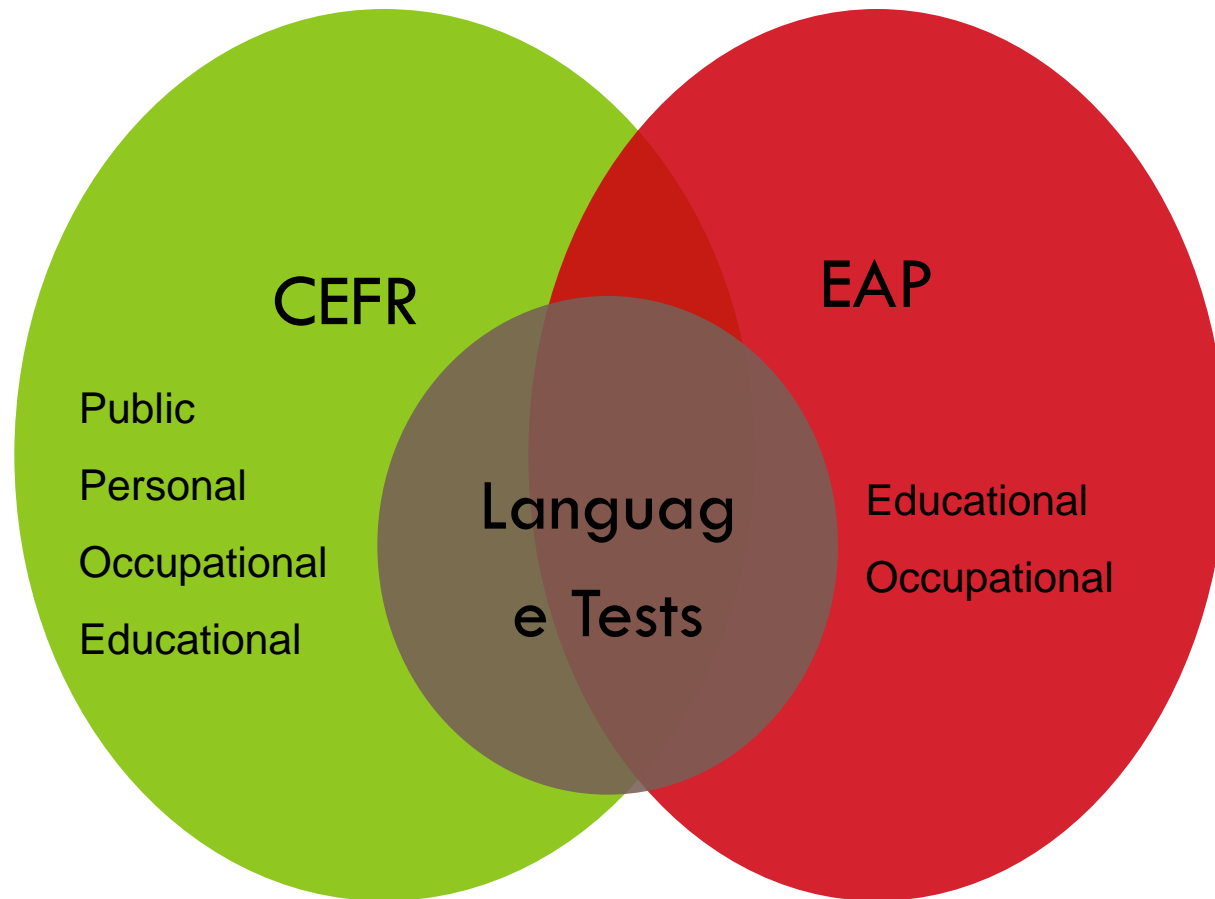 CEFR
Public
Personal
Occupational
Educational
Languag
e Tests
EAP
Educational
Occupational